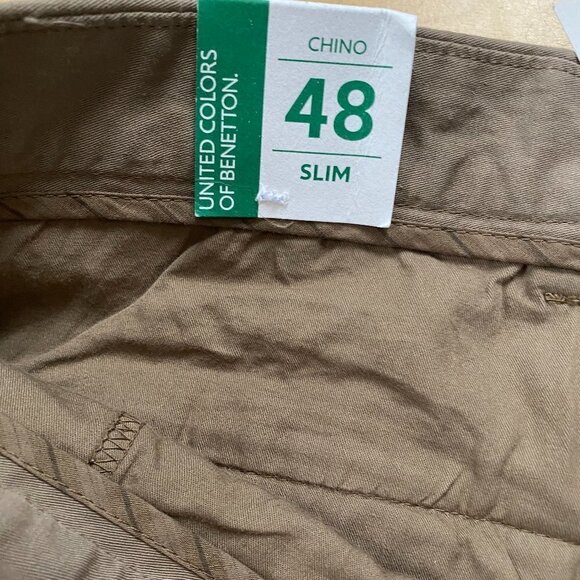 UNITED COLORS
OF BENETTON.
CHINO
48
SLIM